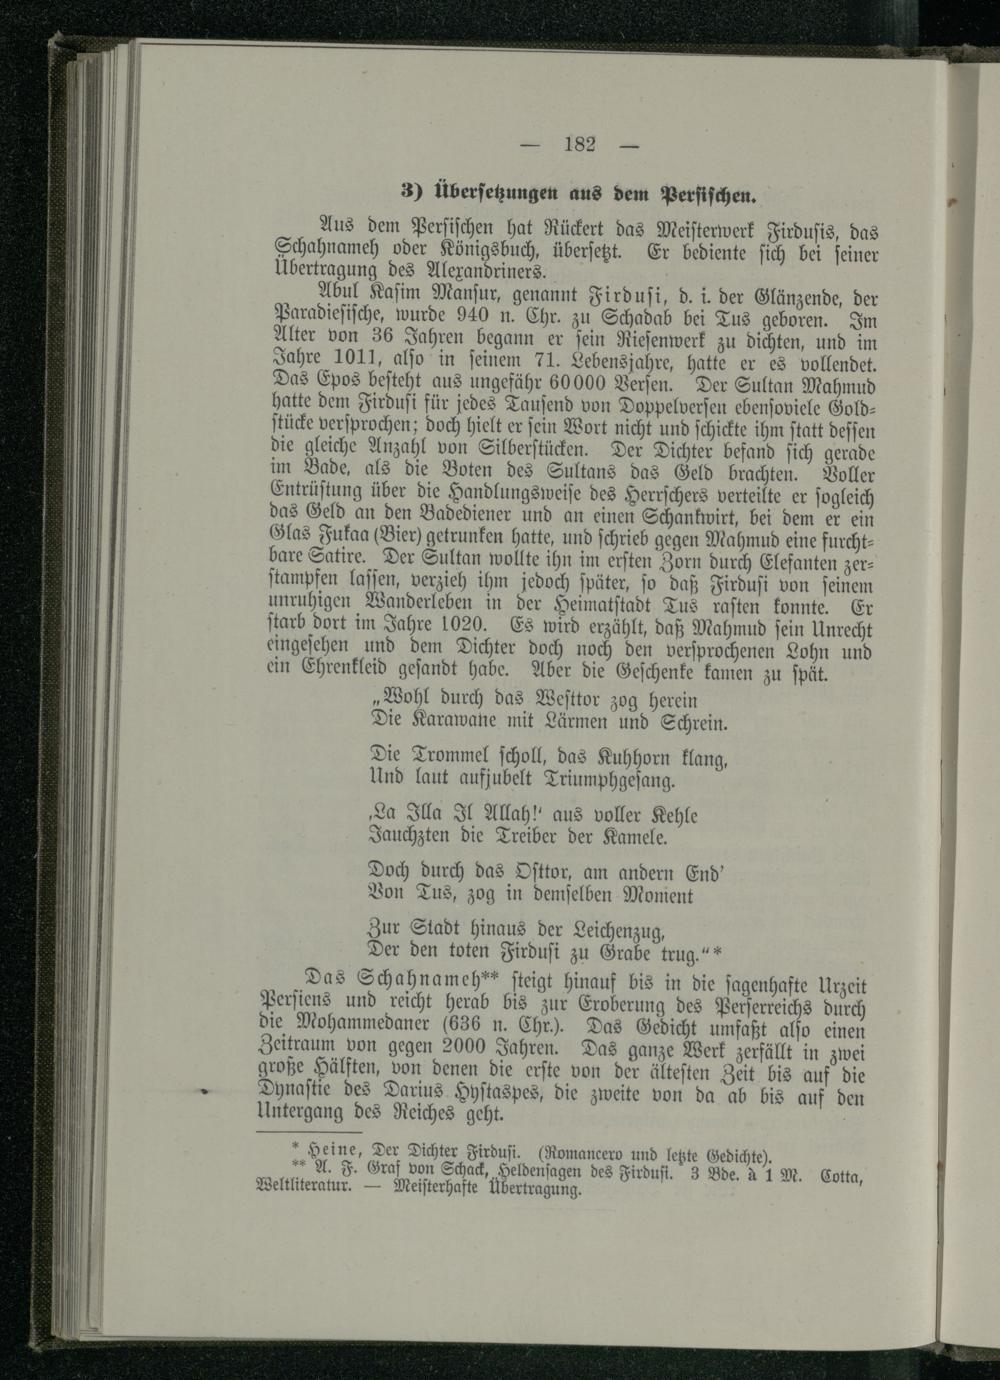 — 182 —
3) Übersetzungen aus dem Persischen.
Aus dem Persischen hat Rückert das Meisterwerk Firdusis, das
Schahnameh oder Königsbuch, übersetzt. Er bediente sich bei seiner
Übertragung des Alexandriners.
Abul Kasim Mansur, genannt Firdusi, d. i. der Glänzende, der
Paradiesische, wurde 940 n. Chr. zu Schadab bei Tus geboren. Im
Alter von 36 Jahren begann er sein Riesenwerk zu dichten, und im
Jahre 1011, also in seinem 71. Lebensjahre, hatte er es vollendet.
Das Epos besteht aus ungefähr 60000 Versen. Der Sultan Mahmud
hatte dem Firdusi für jedes Tausend von Doppelversen ebensoviele Gold-
stücke versprochen; doch hielt er sein Wort nicht und schickte ihm statt dessen
die gleiche Anzahl von Silberstücken. Der Dichter befand sich gerade
im Bade, als die Boten des Sultans das Geld brachten. Voller
Entrüstung über die Handlungsweise des Herrschers verteilte er sogleich
das Geld an den Badediener und an einen Schankwirt, bei dem er ein
Glas Fukaa (Bier) getrunken hatte, und schrieb gegen Mahmud eine furcht-
bare Satire. Der Sultan wollte ihn im ersten Zorn durch Elefanten zer-
stampfen lassen, verzieh ihm jedoch später, so daß Firdusi von seinem
unruhigen Wanderleben in der Heimatstadt Tus rasten konnte. Er
starb dort im Jahre 1020. Es wird erzählt, daß Mahmud sein Unrecht
eingesehen und dem Dichter doch noch den versprochenen Lohn und
ein Ehrenkleid gesandt habe. Aber die Geschenke kamen zu spät.
„Wohl durch das Westtor zog herein
Die Karawane mit Lärmen und Schrein.
Die Trommel scholl, das Kuhhorn klang,
Und laut aufjubelt Triumphgesang.
‚La Illa Il Allah!‘ aus voller Kehle
Jauchzten die Treiber der Kamele.
Doch durch das Osttor, am andern End’
Von Tus, zog in demselben Moment
Zur Stadt hinaus der Leichenzug,
Der den toten Firdusi zu Grabe trug.“*
Das Schahnameh** steigt hinauf bis in die sagenhafte Urzeit
Persiens und reicht herab bis zur Eroberung des Perserreichs durch
die Mohammedaner (636 n. Chr.). Das Gedicht umfaßt also einen
Zeitraum von gegen 2000 Jahren. Das ganze Werk zerfällt in zwei
große Hälften, von denen die erste von der ältesten Zeit bis auf die
Dynastie des Darius Hystaspes, die zweite von da ab bis auf den
Untergang des Reiches geht.
* Heine, Der Dichter Firdusi. (Romancero und letzte Gedichte).
** A. F. Graf von Schack, Heldensagen des Firdusi. 3 Bde. à 1 M. Cotta,
Weltliteratur. — Meisterhafte Übertragung.